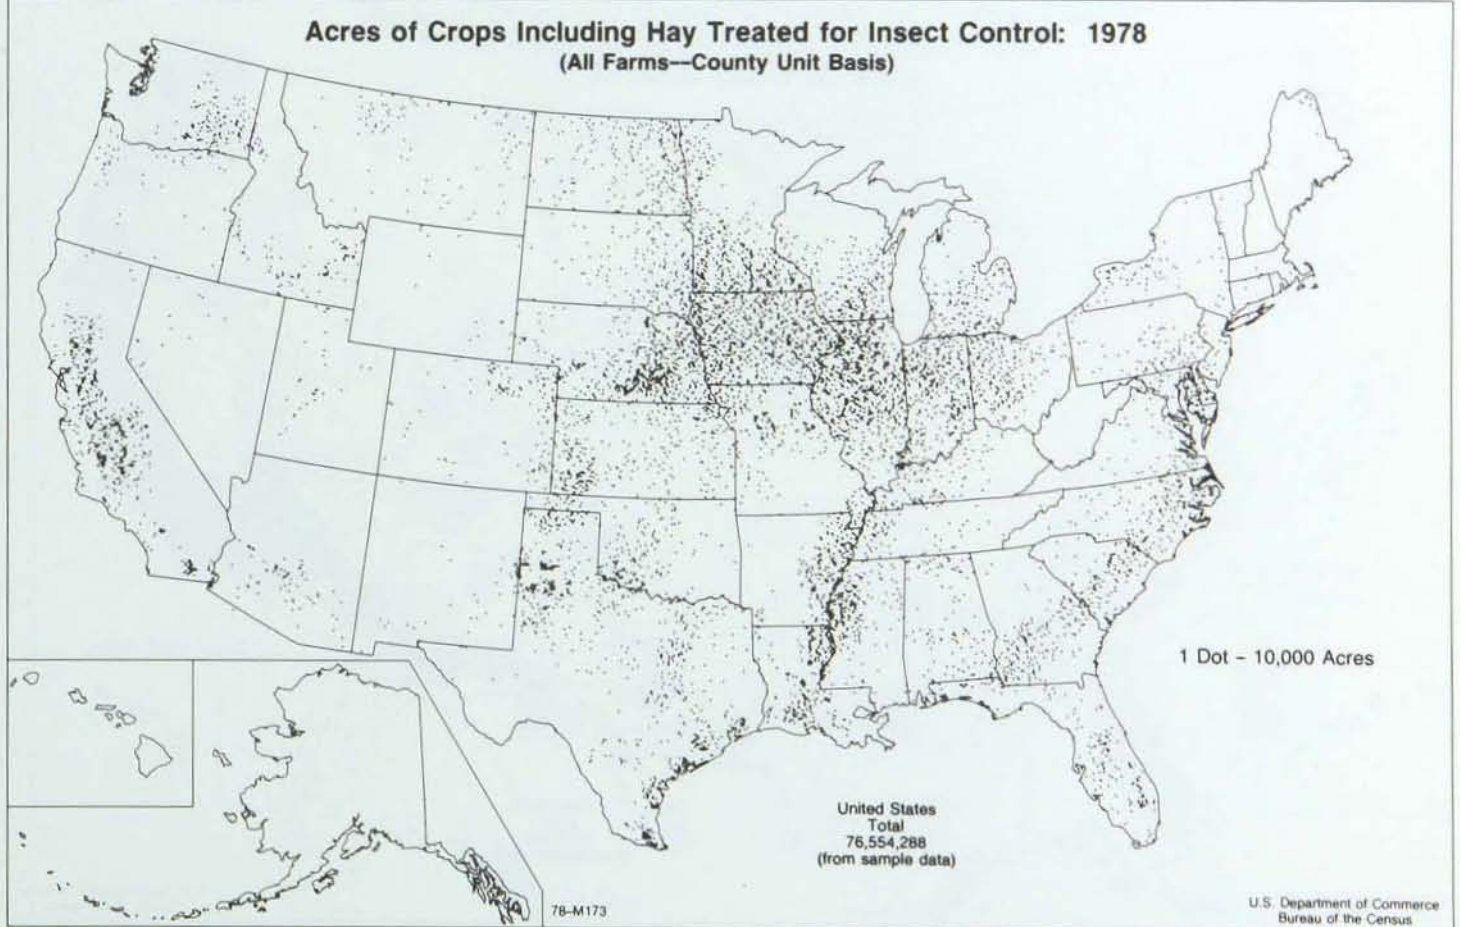 Acres of Crops Including Hay Treated for Insect Control: 1978
(All Farms--County Unit Basis)
1 Dot - 10,000 Acres
United States
Total
76,554,288
(from sample data)
78-M173
U.S. Department of Commerce
Bureau of the Census